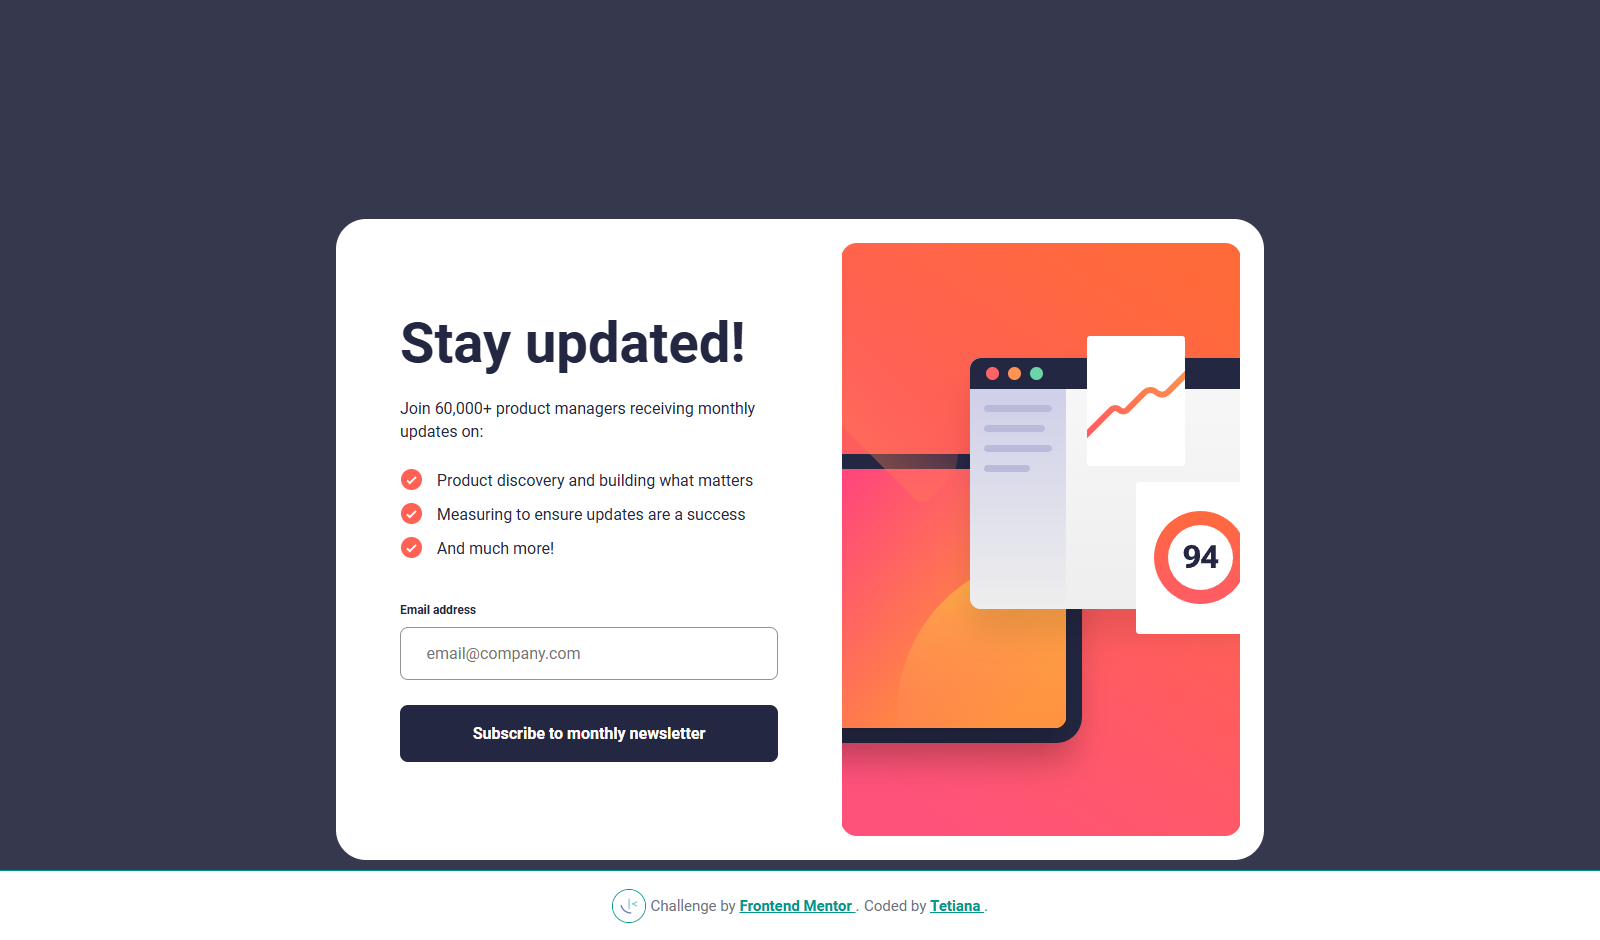 Stay updated!
Join 60,000+ product managers receiving monthly
updates on:
Product discovery and building what matters
Measuring to ensure updates are a success
And much more!
Email address
email@company.com
Subscribe to monthly newsletter
94
Challenge by Frontend Mentor . Coded by Tetiana .